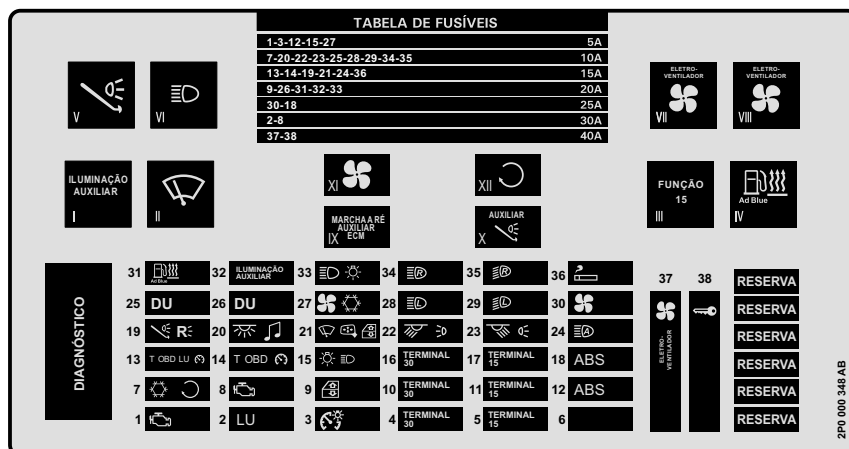 TABELA DE FUSÍVEIS
1-3-12-15-27 5A
7-20-22-23-25-28-29-34-35 10A
13-14-19-21-24-36 15A
9-26-31-32-33 20A
30-18 25A
2-8 30A
37-38 40A
V
VI
ELETRO-
VENTILADOR
VII
ELETRO-
VENTILADOR
VIII
ILUMINAÇÃO
AUXILIAR
I
II
XI
XII
MARCHA A RÉ
AUXILIAR
IX ECM
AUXILIAR
X
FUNÇÃO
15
III
Ad Blue
IV
DIAGNÓSTICO
31 Ad Blue 32 ILUMINAÇÃO AUXILIAR 33 34 R 35 R 36
25 DU 26 DU 27 28 L 29 L 30
19 R 20 21 22 23 24 A
13 T OBD LU 14 T OBD 15 16 TERMINAL 30 17 TERMINAL 15 18 ABS
7 8 9 10 TERMINAL 30 11 TERMINAL 15 12 ABS
1 2 LU 3 4 TERMINAL 30 5 TERMINAL 15 6
37 38
ELETRO-
VENTILADOR
RESERVA
RESERVA
RESERVA
RESERVA
RESERVA
RESERVA
2P0 000 348 AB